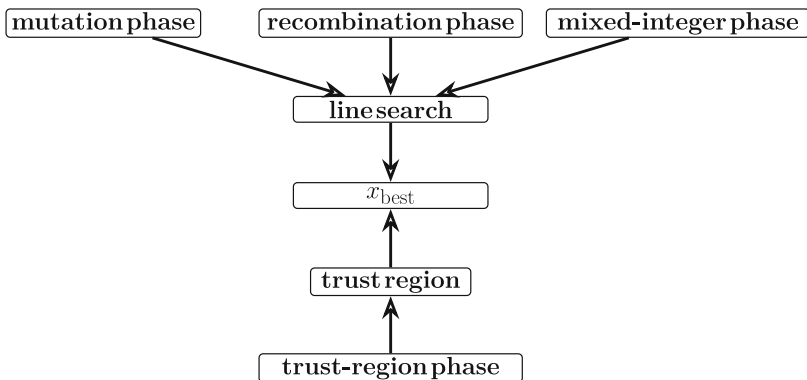 mutation phase
recombination phase
mixed-integer phase
line search
x_best
trust region
trust-region phase